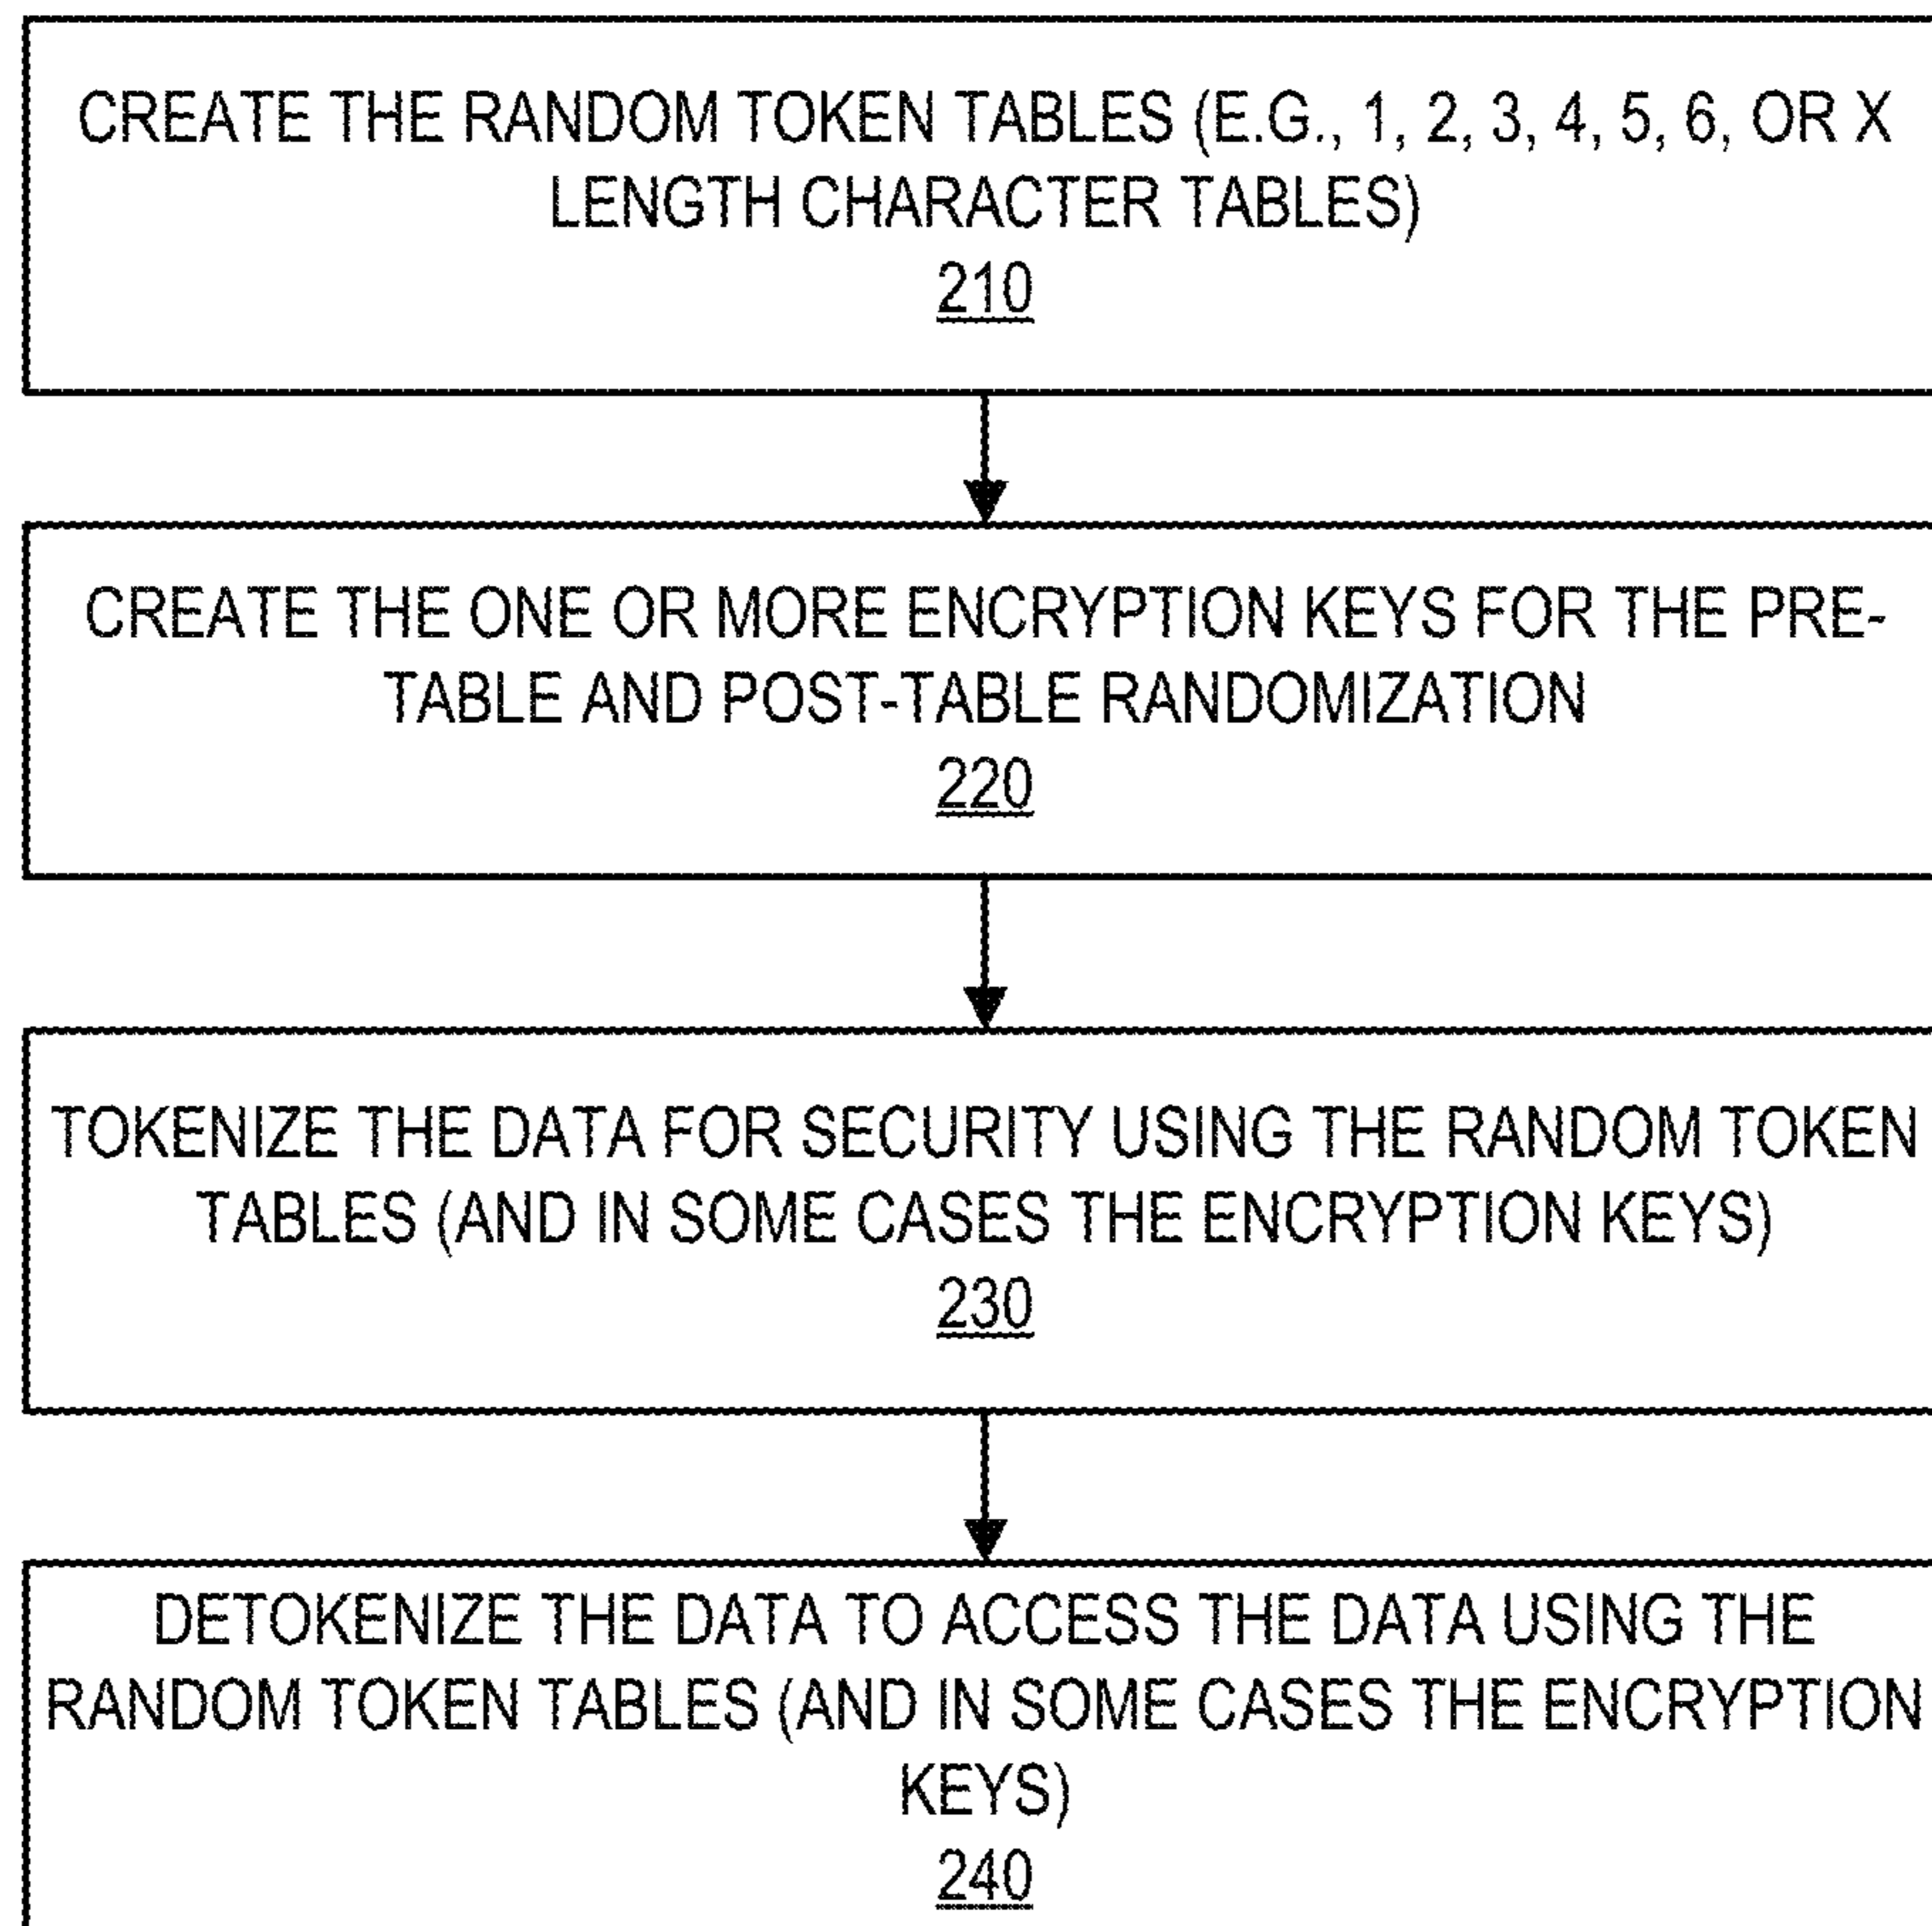 CREATE THE RANDOM TOKEN TABLES (E.G., 1, 2, 3, 4, 5, 6, OR X
LENGTH CHARACTER TABLES)
210
CREATE THE ONE OR MORE ENCRYPTION KEYS FOR THE PRE-
TABLE AND POST-TABLE RANDOMIZATION
220
TOKENIZE THE DATA FOR SECURITY USING THE RANDOM TOKEN
TABLES (AND IN SOME CASES THE ENCRYPTION KEYS)
230
DETOKENIZE THE DATA TO ACCESS THE DATA USING THE
RANDOM TOKEN TABLES (AND IN SOME CASES THE ENCRYPTION
KEYS)
240